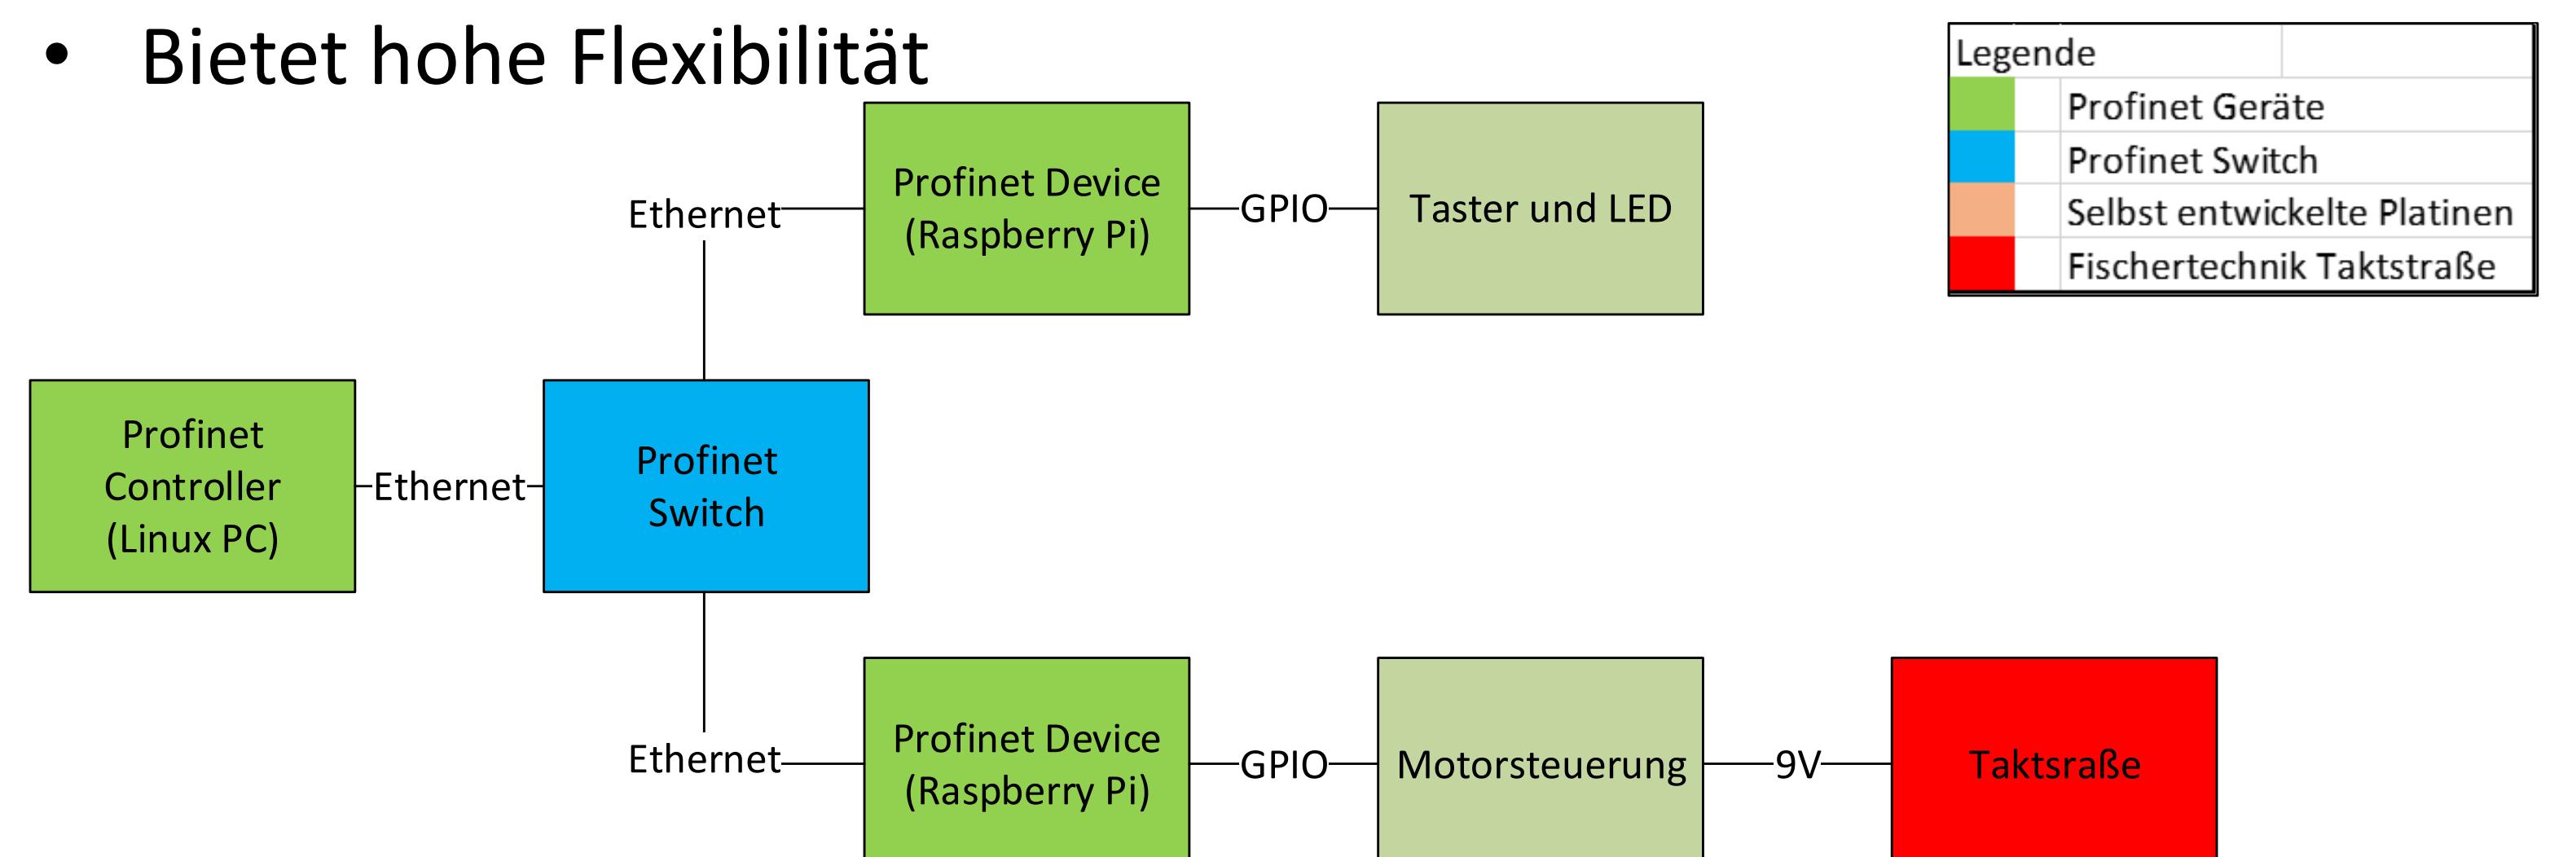 • Bietet hohe Flexibilität
Legende
Profinet Geräte
Profinet Switch
Selbst entwickelte Platinen
Fischertechnik Taktstraße
Ethernet
Profinet Device
(Raspberry Pi)
GPIO
Taster und LED
Profinet
Controller
(Linux PC)
Ethernet
Profinet
Switch
Ethernet
Profinet Device
(Raspberry Pi)
GPIO
Motorsteuerung
9V
Taktsraße